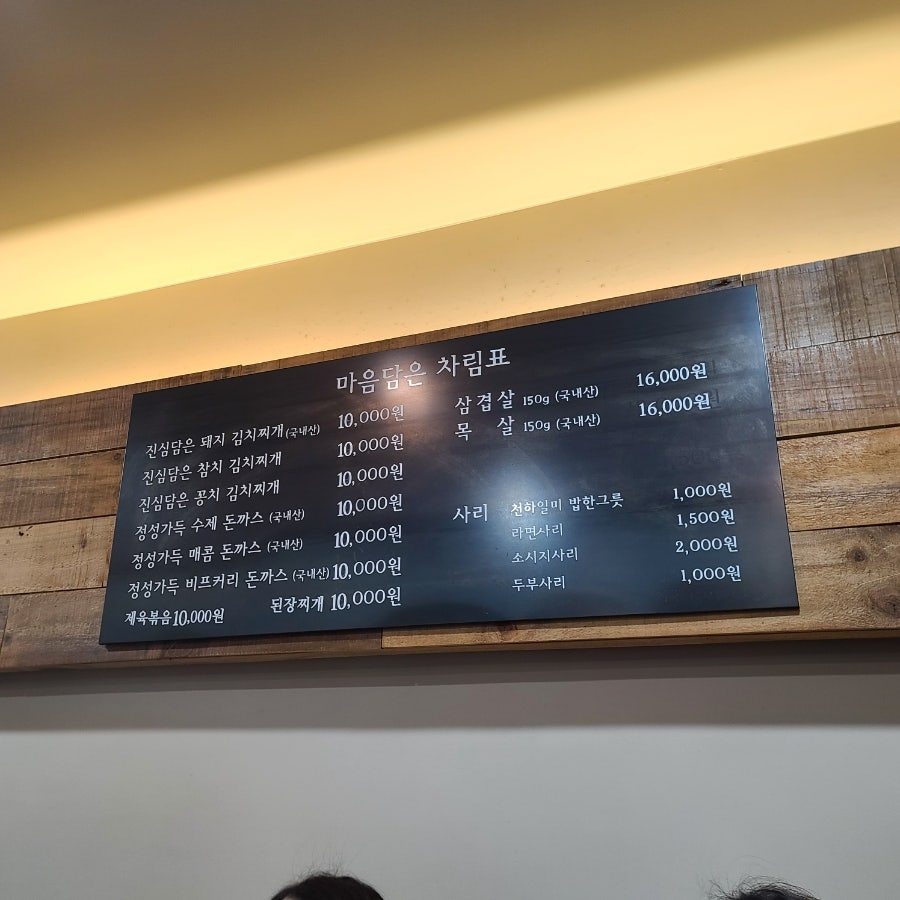 마음담은 차림표
진심담은 돼지 김치찌개 (국내산) 10,000원
진심담은 참치 김치찌개 10,000원
진심담은 꽁치 김치찌개 10,000원
정성가득 수제 돈까스 (국내산) 10,000원
정성가득 매콤 돈까스 (국내산) 10,000원
정성가득 비프커리 돈까스 (국내산) 10,000원
제육볶음 10,000원 된장찌개 10,000원
삼겹살 150g (국내산) 16,000원
목 살 150g (국내산) 16,000원
사리 천하일미 밥한그릇 1,000원
라면사리 1,500원
소시지사리 2,000원
두부사리 1,000원